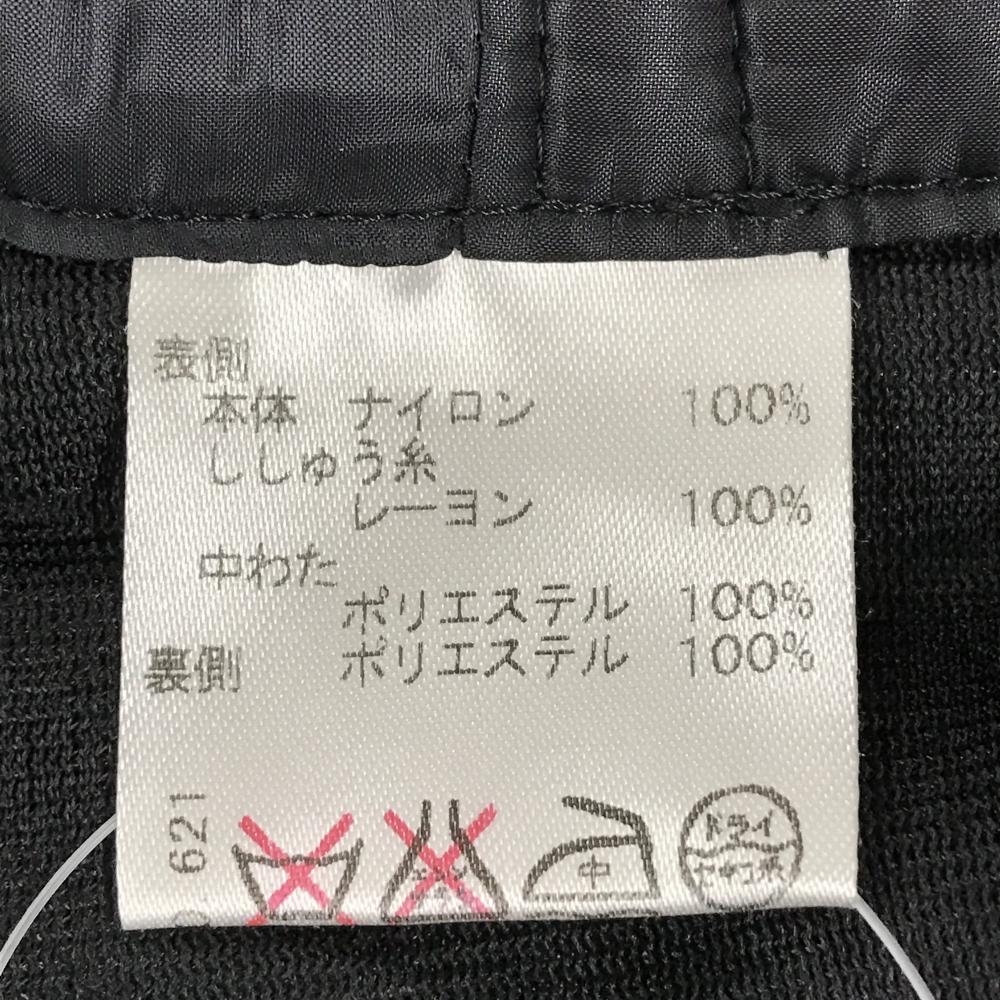 表側
本体 ナイロン 100%
ししゅう糸
レーヨン 100%
中わた
ポリエステル 100%
裏側 ポリエステル 100%
621
中
ドライ